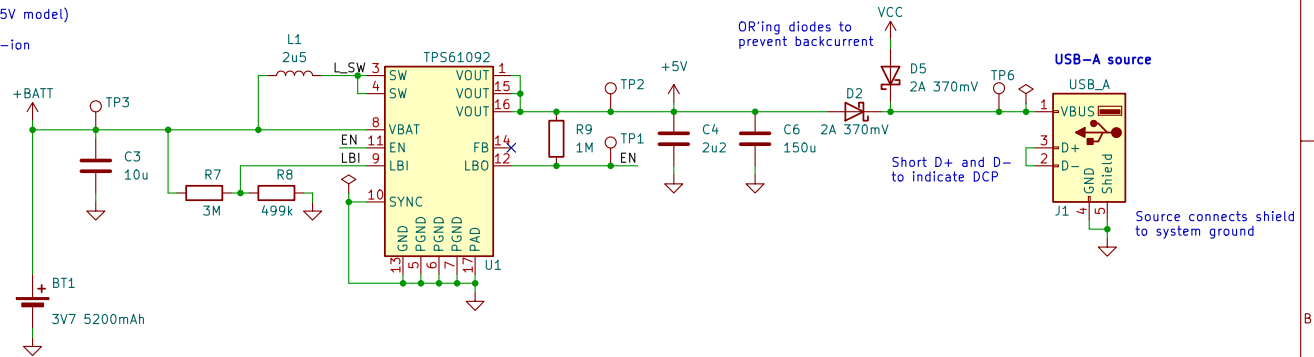 5V model)
-ion
OR'ing diodes to
prevent backcurrent
VCC
USB-A source
L1
2u5
L_SW
TPS61092
+5V
TP2
D5
2A 370mV
TP6
USB_A
+BATT
TP3
3 SW
4 SW
VOUT 1
VOUT 15
VOUT 16
D2
2A 370mV
1 VBUS
8 VBAT
EN 11 EN
LBI 9 LBI
FB 14
LBO 12
EN
R9
1M
TP1
C4
2u2
C6
150u
3 D+
2 D-
C3
10u
R7
3M
R8
499k
10 SYNC
Short D+ and D-
to indicate DCP
GND
Shield
J1
4
5
Source connects shield
to system ground
GND
PGND
PGND
PGND
PAD
13
5
6
7
17
U1
BT1
+
3V7 5200mAh
B